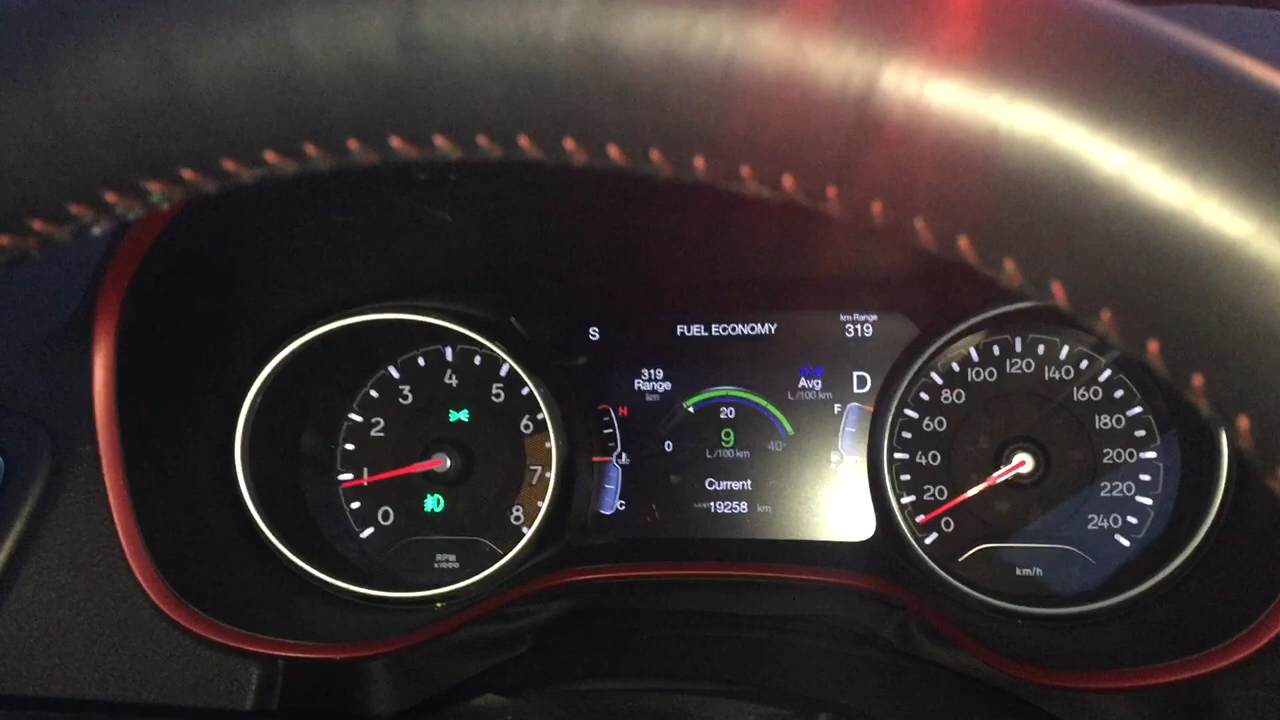 0
1
2
3
4
5
6
7
8
RPM
x1000
S
FUEL ECONOMY
km Range
319
319
Range
km
Avg
L/100 km
D
H
C
F
0
20
40
9
L/100 km
Current
19258 km
0
20
40
60
80
100
120
140
160
180
200
220
240
km/h